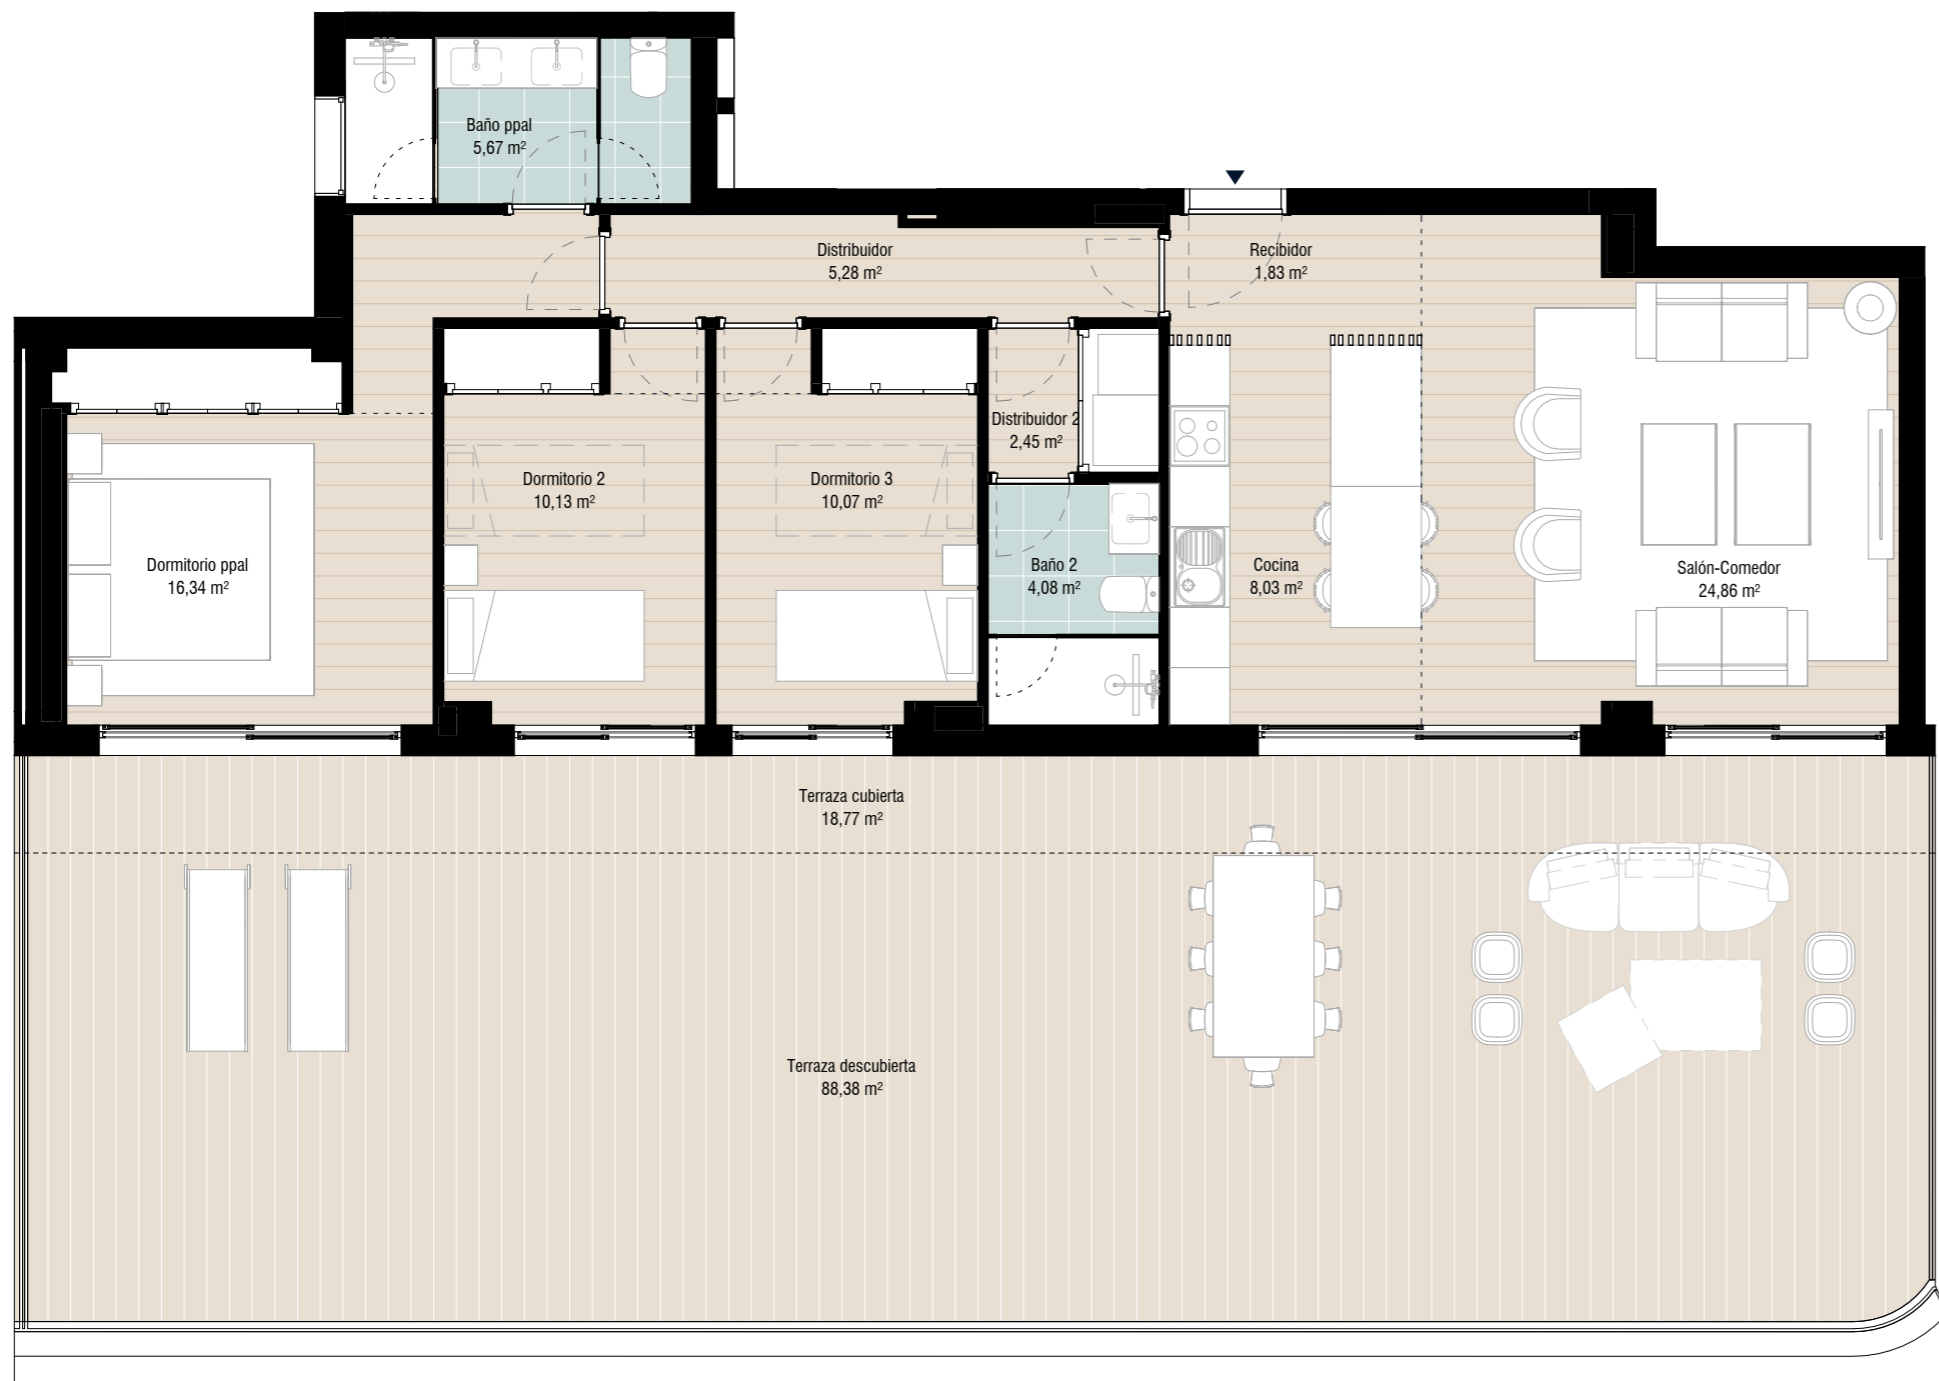 Baño ppal
5,67 m²
Distribuidor
5,28 m²
Recibidor
1,83 m²
Distribuidor 2
2,45 m²
Dormitorio 2
10,13 m²
Dormitorio 3
10,07 m²
Dormitorio ppal
16,34 m²
Baño 2
4,08 m²
Cocina
8,03 m²
Salón-Comedor
24,86 m²
Terraza cubierta
18,77 m²
Terraza descubierta
88,38 m²